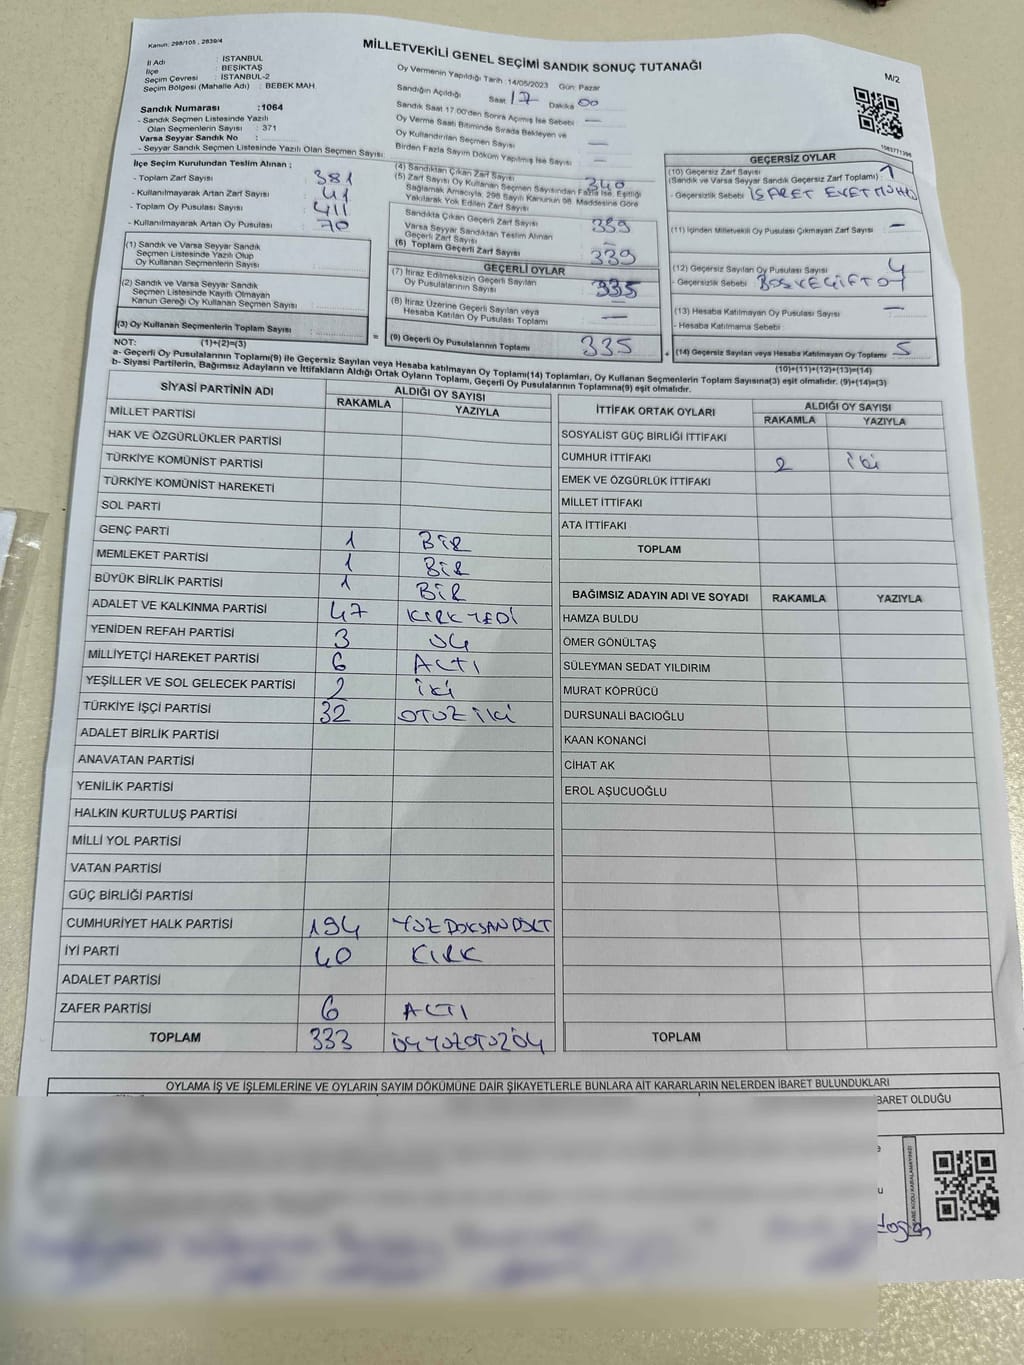 Kanun: 298/105 , 2839/4
MİLLETVEKİLİ GENEL SEÇİMİ SANDIK SONUÇ TUTANAĞI
M/2
İl Adı : İSTANBUL
İlçe : BEŞİKTAŞ
Seçim Çevresi : İSTANBUL-2
Seçim Bölgesi (Mahalle Adı) : BEBEK MAH.
Sandık Numarası :1064
- Sandık Seçmen Listesinde Yazılı
Olan Seçmenlerin Sayısı : 371
Varsa Seyyar Sandık No :
- Seyyar Sandık Seçmen Listesinde Yazılı Olan Seçmen Sayısı:
Oy Vermenin Yapıldığı Tarih :14/05/2023 Gün: Pazar
Sandığın Açıldığı Saat 17 Dakika 00
Sandık Saat 17.00'den Sonra Açılmış İse Sebebi —
Oy Verme Saati Bitiminde Sırada Bekleyen ve
Oy Kullandırılan Seçmen Sayısı —
Birden Fazla Sayım Döküm Yapılmış İse Sayısı —
İlçe Seçim Kurulundan Teslim Alınan ;
- Toplam Zarf Sayısı 381
- Kullanılmayarak Artan Zarf Sayısı 41
- Toplam Oy Pusulası Sayısı 411
- Kullanılmayarak Artan Oy Pusulası 70
(1) Sandık ve Varsa Seyyar Sandık
Seçmen Listesinde Yazılı Olup
Oy Kullanan Seçmenlerin Sayısı :
(2) Sandık ve Varsa Seyyar Sandık
Seçmen Listesinde Kayıtlı Olmayan
Kanun Gereği Oy Kullanan Seçmen Sayısı :
(3) Oy Kullanan Seçmenlerin Toplam Sayısı :
(4) Sandıktan Çıkan Zarf Sayısı 340
(5) Zarf Sayısı Oy Kullanan Seçmen Sayısından Fazla İse, Eşitliği
Sağlamak Amacıyla, 298 Sayılı Kanunun 98. Maddesine Göre
Yakılarak Yok Edilen Zarf Sayısı
Sandıkta Çıkan Geçerli Zarf Sayısı 339
Varsa Seyyar Sandıktan Teslim Alınan
Geçerli Zarf Sayısı —
(6) Toplam Geçerli Zarf Sayısı 339
GEÇERLİ OYLAR
(7) İtiraz Edilmeksizin Geçerli Sayılan
Oy Pusulalarının Sayısı 335
(8) İtiraz Üzerine Geçerli Sayılan veya
Hesaba Katılan Oy Pusulası Toplamı —
= (9) Geçerli Oy Pusulalarının Toplamı 335 +
GEÇERSİZ OYLAR
(10) Geçersiz Zarf Sayısı
(Sandık ve Varsa Seyyar Sandık Geçersiz Zarf Toplamı) 1
- Geçersizlik Sebebi
(11) İçinden Milletvekili Oy Pusulası Çıkmayan Zarf Sayısı —
(12) Geçersiz Sayılan Oy Pusulası Sayısı 4
- Geçersizlik Sebebi BOŞ VE ÇİFT OY
(13) Hesaba Katılmayan Oy Pusulası Sayısı —
- Hesaba Katılmama Sebebi
(14) Geçersiz Sayılan veya Hesaba Katılmayan Oy Toplamı 5
NOT: (1)+(2)=(3)
(10)+(11)+(12)+(13)=(14)
a- Geçerli Oy Pusulalarının Toplamı(9) ile Geçersiz Sayılan veya Hesaba Katılmayan Oy Toplamı(14) Toplamları, Oy Kullanan Seçmenlerin Toplam Sayısına(3) eşit olmalıdır. (9)+(14)=(3)
b- Siyasi Partilerin, Bağımsız Adayların ve İttifakların Aldığı Ortak Oyların Toplamı, Geçerli Oy Pusulalarının Toplamına(9) eşit olmalıdır.
SİYASİ PARTİNİN ADI ALDIĞI OY SAYISI
RAKAMLA YAZIYLA
MİLLET PARTİSİ
HAK VE ÖZGÜRLÜKLER PARTİSİ
TÜRKİYE KOMÜNİST PARTİSİ
TÜRKİYE KOMÜNİST HAREKETİ
SOL PARTİ
GENÇ PARTİ 1 BİR
MEMLEKET PARTİSİ 1 BİR
BÜYÜK BİRLİK PARTİSİ 1 BİR
ADALET VE KALKINMA PARTİSİ 47 KIRK YEDİ
YENİDEN REFAH PARTİSİ 3 ÜÇ
MİLLİYETÇİ HAREKET PARTİSİ 6 ALTI
YEŞİLLER VE SOL GELECEK PARTİSİ 2 İKİ
TÜRKİYE İŞÇİ PARTİSİ 32 OTUZ İKİ
ADALET BİRLİK PARTİSİ
ANAVATAN PARTİSİ
YENİLİK PARTİSİ
HALKIN KURTULUŞ PARTİSİ
MİLLİ YOL PARTİSİ
VATAN PARTİSİ
GÜÇ BİRLİĞİ PARTİSİ
CUMHURİYET HALK PARTİSİ 194 YÜZ DOKSAN DÖRT
İYİ PARTİ 40 KIRK
ADALET PARTİSİ
ZAFER PARTİSİ 6 ALTI
TOPLAM 333 ÜÇ YÜZ OTUZ ÜÇ
İTTİFAK ORTAK OYLARI ALDIĞI OY SAYISI
RAKAMLA YAZIYLA
SOSYALİST GÜÇ BİRLİĞİ İTTİFAKI
CUMHUR İTTİFAKI 2 iki
EMEK VE ÖZGÜRLÜK İTTİFAKI
MİLLET İTTİFAKI
ATA İTTİFAKI
TOPLAM
BAĞIMSIZ ADAYIN ADI VE SOYADI RAKAMLA YAZIYLA
HAMZA BULDU
ÖMER GÖNÜLTAŞ
SÜLEYMAN SEDAT YILDIRIM
MURAT KÖPRÜCÜ
DURSUNALİ BACIOĞLU
KAAN KONANCİ
CİHAT AK
EROL AŞUCUOĞLU
TOPLAM
OYLAMA İŞ VE İŞLEMLERİNE VE OYLARIN SAYIM DÖKÜMÜNE DAİR ŞİKAYETLERLE BUNLARA AİT KARARLARIN NELERDEN İBARET BULUNDUKLARI
BARET OLDUĞU